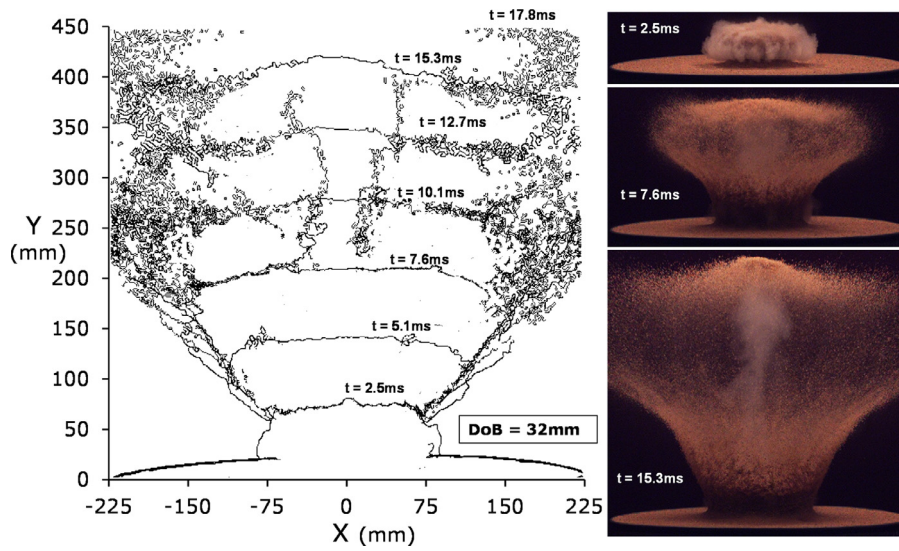 t = 17.8ms
450
t = 15.3ms
400
350
t = 12.7ms
300
250
t = 10.1ms
Y
(mm)
200
t = 7.6ms
150
t = 5.1ms
100
t = 2.5ms
50
DoB = 32mm
0
-225 -150 -75 0 75 150 225
X (mm)
t = 2.5ms
t = 7.6ms
t = 15.3ms